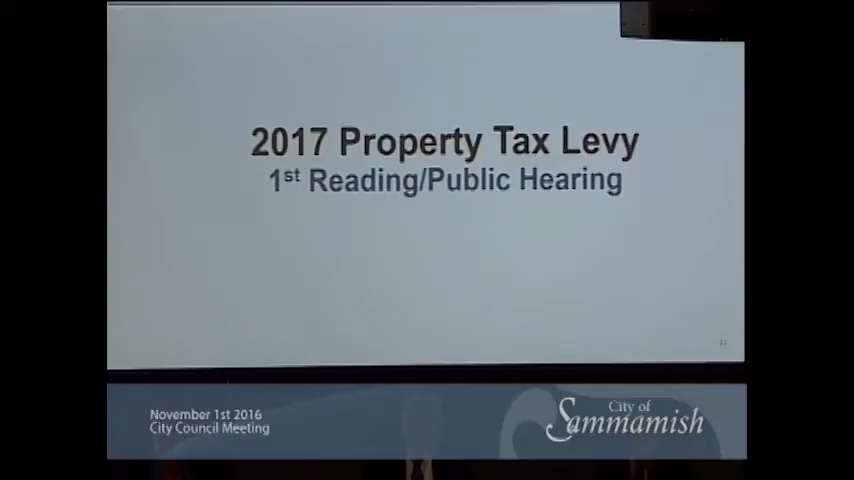 2017 Property Tax Levy
1st Reading/Public Hearing
November 1st 2016
City Council Meeting
City of
Sammamish